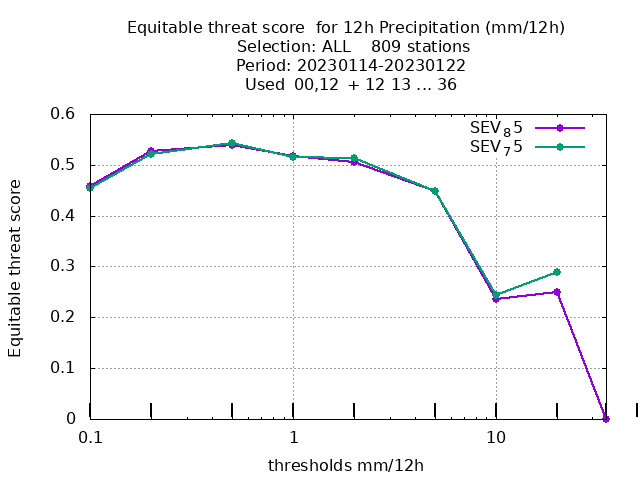 Equitable threat score  for 12h Precipitation (mm/12h)
Selection: ALL    809 stations
Period: 20230114-20230122
Used  00,12  + 12 13 ... 36
SEV₈5
SEV₇5
Equitable threat score
0.6
0.5
0.4
0.3
0.2
0.1
0
0.1 1 10
thresholds mm/12h